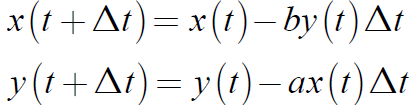 x(t + Δt) = x(t) − by(t)Δt
y(t + Δt) = y(t) − ax(t)Δt